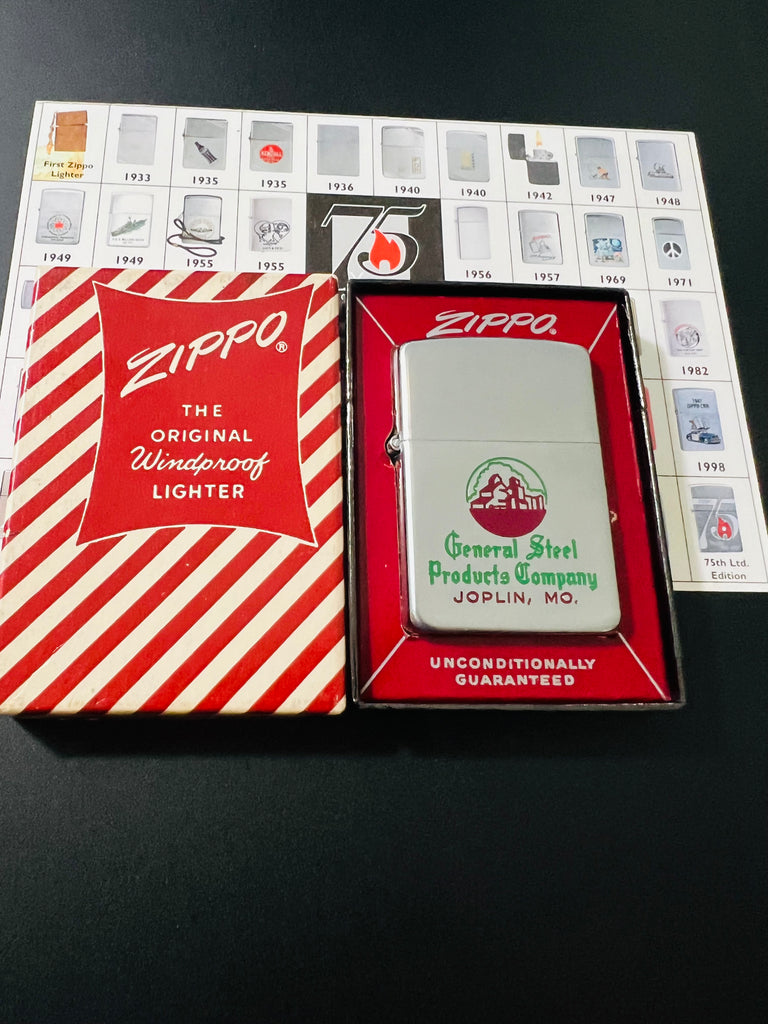 First Zippo
Lighter
1933
1935
1935
1936
1940
1940
1942
1947
1948
1949
1949
1955
1955
75
1956
1957
1969
1971
1982
1998
75th Ltd.
Edition
ZIPPO®
THE
ORIGINAL
Windproof
LIGHTER
ZIPPO®
General Steel
Products Company
JOPLIN, MO.
UNCONDITIONALLY
GUARANTEED